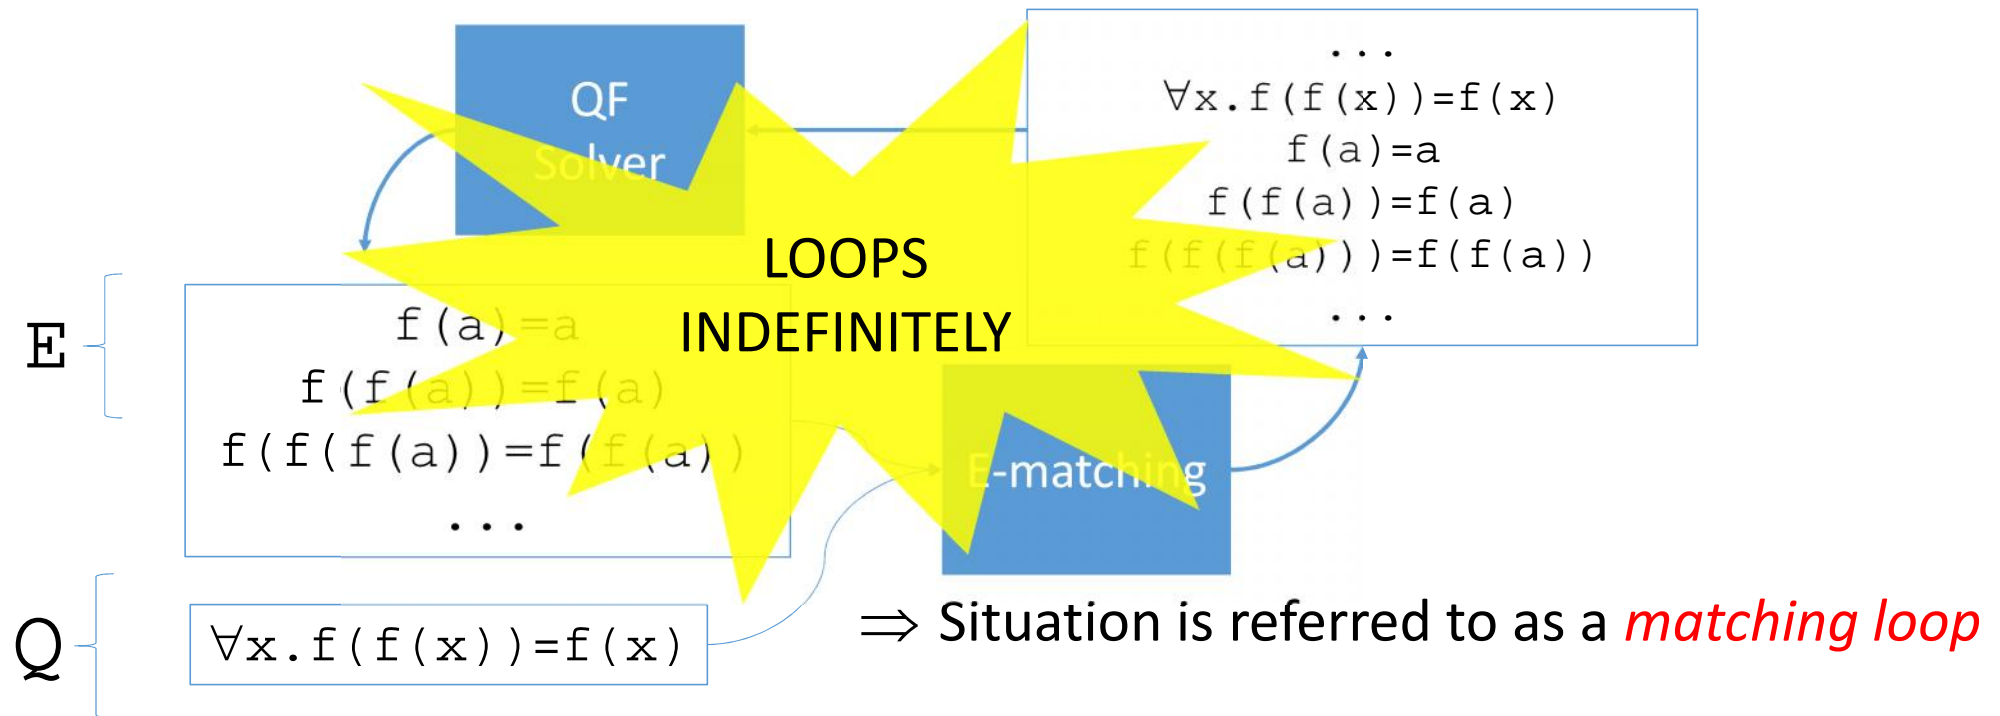 QF
Solver
...
∀x.f(f(x))=f(x)
f(a)=a
f(f(a))=f(a)
f(f(f(a)))=f(f(a))
...
LOOPS
INDEFINITELY
E
f(a)=a
f(f(a))=f(a)
f(f(f(a))=f(f(a))
...
E-matching
Q
∀x.f(f(x))=f(x)
⇒ Situation is referred to as a matching loop